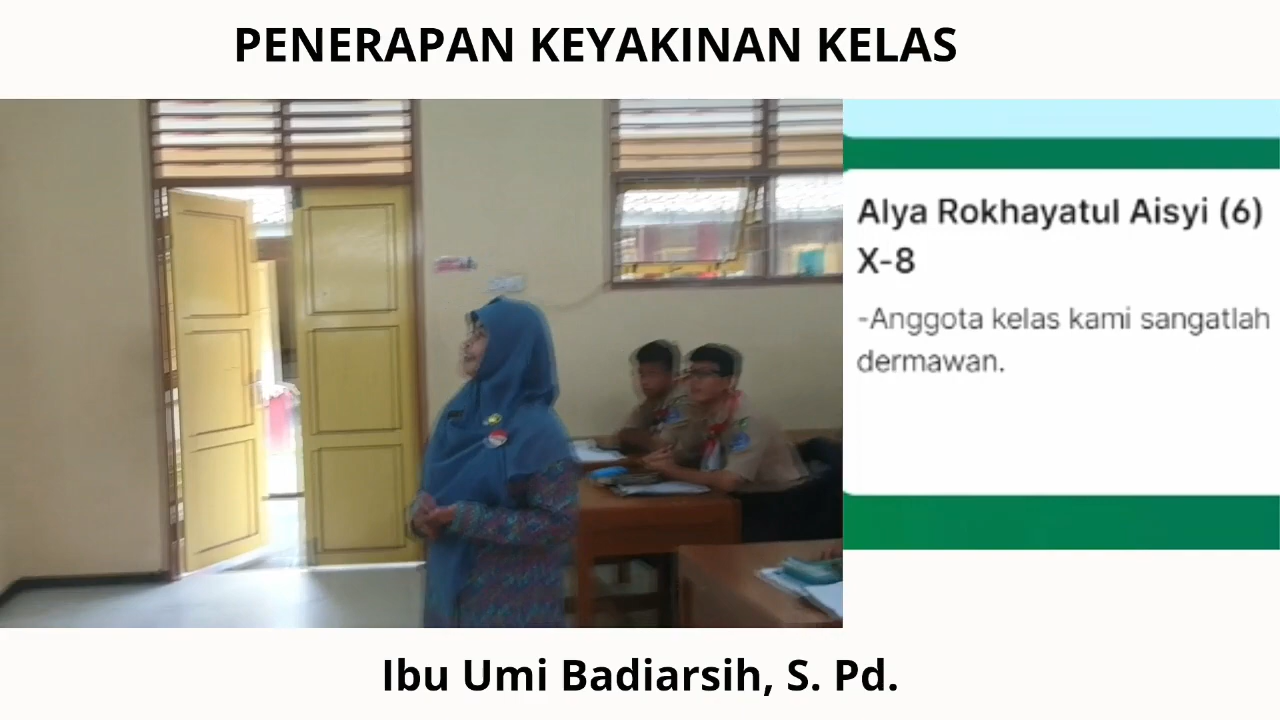 PENERAPAN KEYAKINAN KELAS
Alya Rokhayatul Aisyi (6)
X-8
-Anggota kelas kami sangatlah
dermawan.
Ibu Umi Badiarsih, S. Pd.